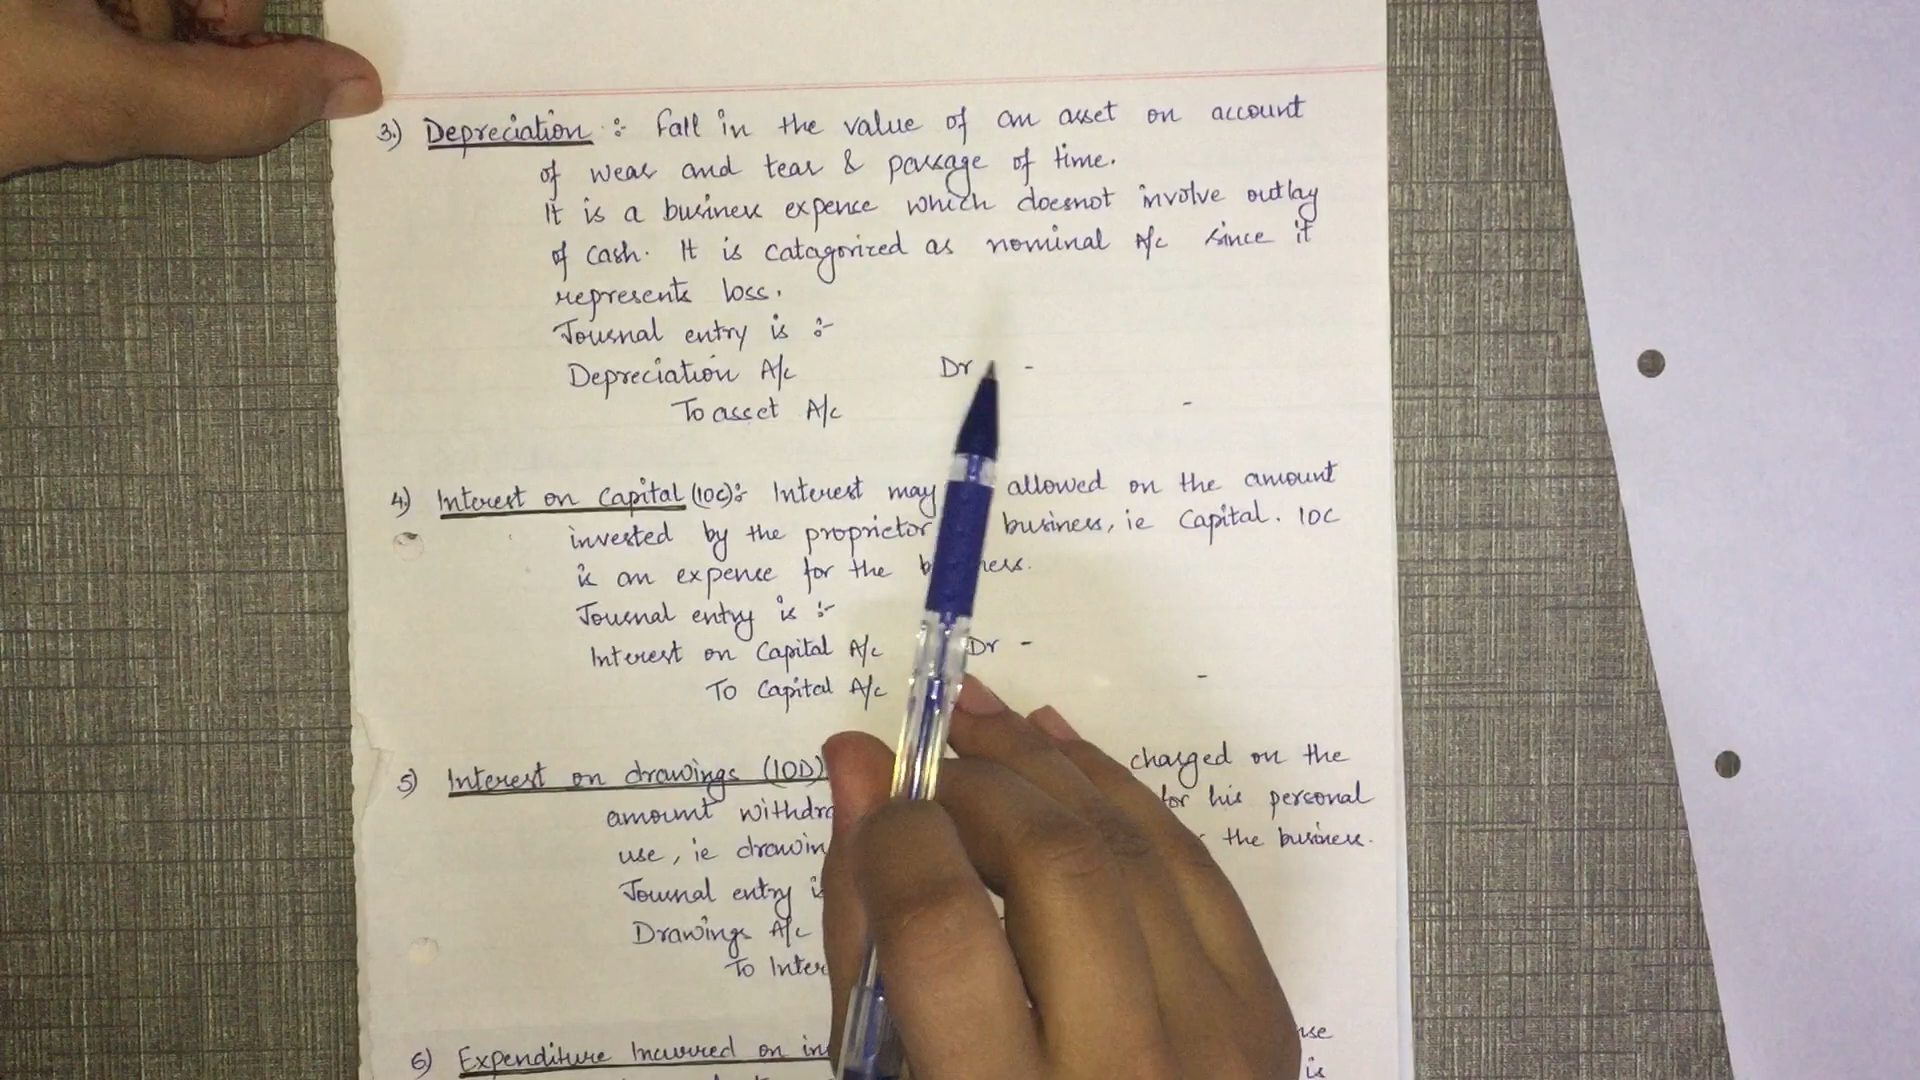 3.) Depreciation :- Fall in the value of an asset on account
of wear and tear & passage of time.
It is a business expense which doesnot involve outlay
of cash. It is catagorized as nominal A/c since it
represents loss.
Journal entry is :-
Depreciation A/c Dr -
To asset A/c -
4) Interest on Capital (IOC):- Interest may allowed on the amount
invested by the proprietor business, ie Capital. IOC
is an expense for the
Journal entry is :-
Interest on Capital A/c Dr -
To Capital A/c -
5) Interest on drawings (IOD) charged on the
amount for his personal
use, ie the business.
Journal entry
Drawings A/c
To
6) Expenditure Incurred on
is